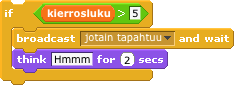 if kierrosluku > 5
broadcast jotain tapahtuu and wait
think Hmmm for 2 secs